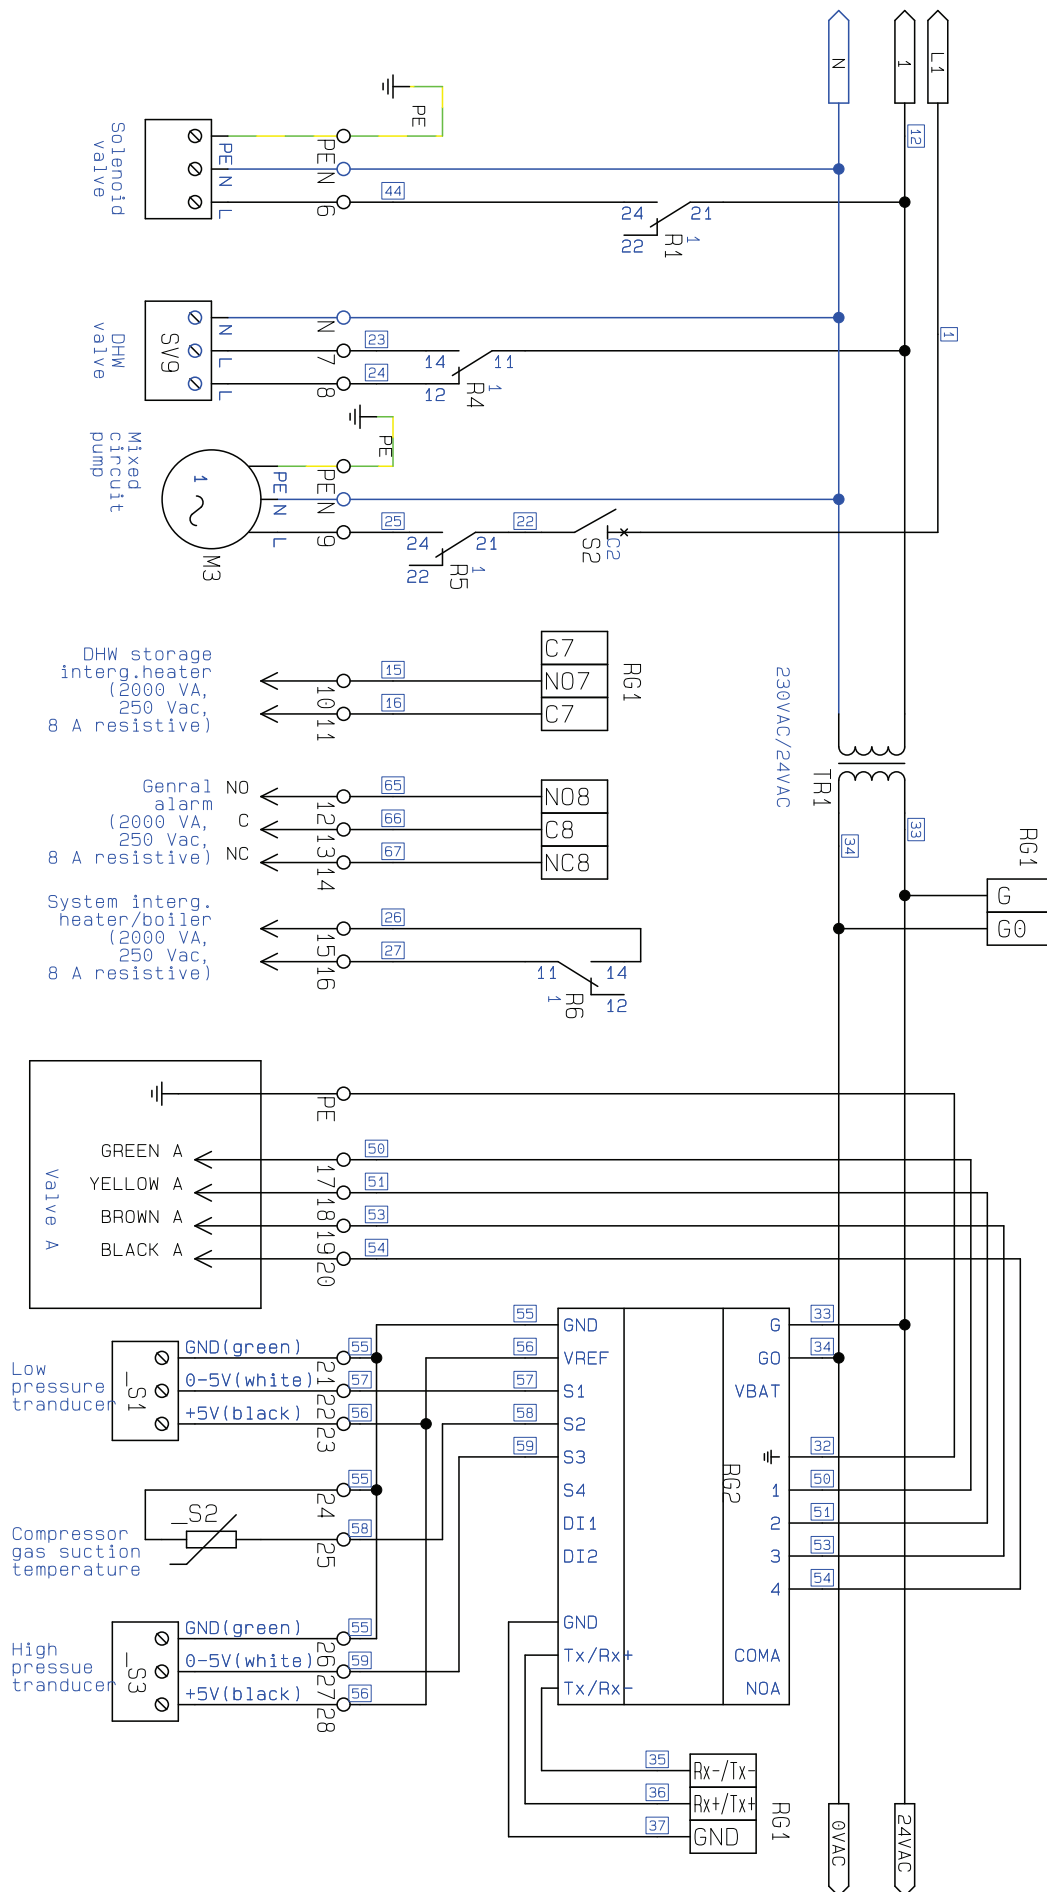 N
1
L1
12
PE
Solenoid
valve
PE
N
L
PE
N
6
44
24
21
22
R1
1
1
DHW
valve
SV9
N
L
L
N
7
8
23
24
14
11
12
R4
1
PE
Mixed
circuit
pump
1
M3
PE
N
L
PE
N
9
25
22
24
21
22
R5
1
S2
C2
DHW storage
interg.heater
(2000 VA,
250 Vac,
8 A resistive)
10
11
15
16
C7
NO7
C7
RG1
230VAC/24VAC
TR1
33
34
RG1
G
G0
Genral
alarm
(2000 VA,
250 Vac,
8 A resistive)
NO
C
NC
12
13
14
65
66
67
NO8
C8
NC8
System interg.
heater/boiler
(2000 VA,
250 Vac,
8 A resistive)
15
16
26
27
11
14
12
R6
1
PE
Valve A
GREEN A
YELLOW A
BROWN A
BLACK A
17
18
19
20
50
51
53
54
Low
pressure
tranducer
_S1
GND(green)
0-5V(white)
+5V(black)
21
22
23
55
57
56
Compressor
gas suction
temperature
_S2
24
25
55
58
High
pressue
tranducer
_S3
GND(green)
0-5V(white)
+5V(black)
26
27
28
55
59
56
55
56
57
58
59
GND
VREF
S1
S2
S3
S4
DI1
DI2
GND
Tx/Rx+
Tx/Rx-
RG2
G
GO
VBAT
1
2
3
4
COMA
NOA
33
34
32
50
51
53
54
35
36
37
Rx-/Tx-
Rx+/Tx+
GND
RG1
0VAC
24VAC